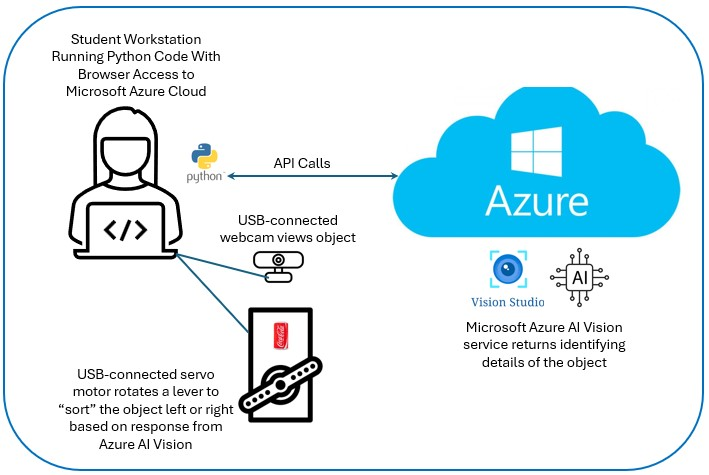 Student Workstation
Running Python Code With
Browser Access to
Microsoft Azure Cloud
</>
python
API Calls
Azure
USB-connected
webcam views object
Vision Studio
AI
Microsoft Azure AI Vision
service returns identifying
details of the object
Coca-Cola
USB-connected servo
motor rotates a lever to
“sort” the object left or right
based on response from
Azure AI Vision